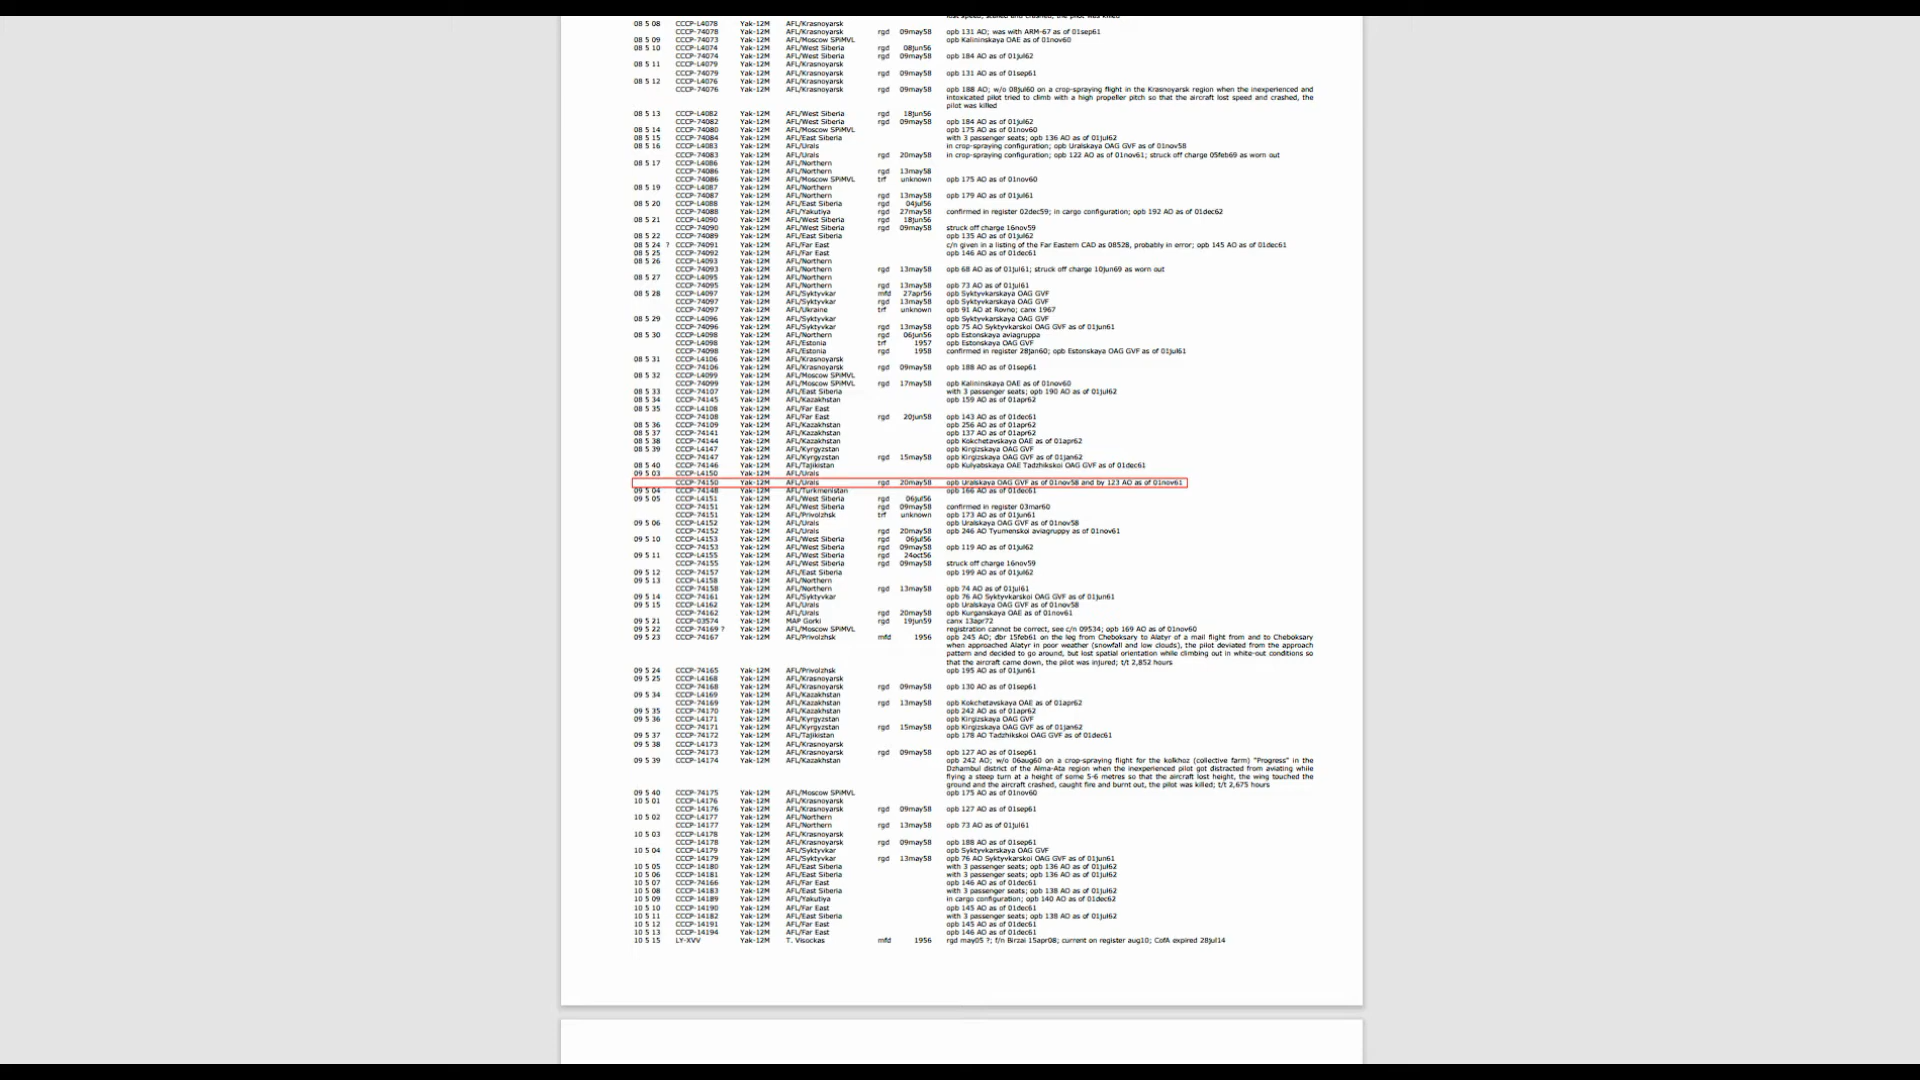 08 5 08 CCCP-L4078 Yak-12M AFL/Krasnoyarsk
CCCP-74078 Yak-12M AFL/Krasnoyarsk rgd 09may58 opb 131 AO; was with ARM-67 as of 01sep61
08 5 09 CCCP-74073 Yak-12M AFL/Moscow SPiMVL opb Kalininskaya OAE as of 01nov60
08 5 10 CCCP-L4074 Yak-12M AFL/West Siberia rgd 08jun56
CCCP-74074 Yak-12M AFL/West Siberia rgd 09may58 opb 184 AO as of 01jul62
08 5 11 CCCP-L4079 Yak-12M AFL/Krasnoyarsk
CCCP-74079 Yak-12M AFL/Krasnoyarsk rgd 09may58 opb 131 AO as of 01sep61
08 5 12 CCCP-L4076 Yak-12M AFL/Krasnoyarsk
CCCP-74076 Yak-12M AFL/Krasnoyarsk rgd 09may58 opb 188 AO; w/o 08jul60 on a crop-spraying flight in the Krasnoyarsk region when the inexperienced and
intoxicated pilot tried to climb with a high propeller pitch so that the aircraft lost speed and crashed, the
pilot was killed
08 5 13 CCCP-L4082 Yak-12M AFL/West Siberia rgd 18jun56
CCCP-74082 Yak-12M AFL/West Siberia rgd 09may58 opb 184 AO as of 01jul62
08 5 14 CCCP-74080 Yak-12M AFL/Moscow SPiMVL opb 175 AO as of 01nov60
08 5 15 CCCP-74084 Yak-12M AFL/East Siberia with 3 passenger seats; opb 136 AO as of 01jul62
08 5 16 CCCP-L4083 Yak-12M AFL/Urals in crop-spraying configuration; opb Uralskaya OAG GVF as of 01nov58
CCCP-74083 Yak-12M AFL/Urals rgd 20may58 in crop-spraying configuration; opb 122 AO as of 01nov61; struck off charge 05feb69 as worn out
08 5 17 CCCP-L4086 Yak-12M AFL/Northern
CCCP-74086 Yak-12M AFL/Northern rgd 13may58
CCCP-74086 Yak-12M AFL/Moscow SPiMVL trf unknown opb 175 AO as of 01nov60
08 5 19 CCCP-L4087 Yak-12M AFL/Northern
CCCP-74087 Yak-12M AFL/Northern rgd 13may58 opb 179 AO as of 01jul61
08 5 20 CCCP-L4088 Yak-12M AFL/East Siberia rgd 04jul56
CCCP-74088 Yak-12M AFL/Yakutiya rgd 27may58 confirmed in register 02dec59; in cargo configuration; opb 192 AO as of 01dec62
08 5 21 CCCP-L4090 Yak-12M AFL/West Siberia rgd 18jun56
CCCP-74090 Yak-12M AFL/West Siberia rgd 09may58 struck off charge 16nov59
08 5 22 CCCP-74089 Yak-12M AFL/East Siberia opb 135 AO as of 01jul62
08 5 24 ? CCCP-74091 Yak-12M AFL/Far East c/n given in a listing of the Far Eastern CAD as 08528, probably in error; opb 145 AO as of 01dec61
08 5 25 CCCP-74092 Yak-12M AFL/Far East opb 146 AO as of 01dec61
08 5 26 CCCP-L4093 Yak-12M AFL/Northern
CCCP-74093 Yak-12M AFL/Northern rgd 13may58 opb 68 AO as of 01jul61; struck off charge 10jun69 as worn out
08 5 27 CCCP-L4095 Yak-12M AFL/Northern
CCCP-74095 Yak-12M AFL/Northern rgd 13may58 opb 73 AO as of 01jul61
08 5 28 CCCP-L4097 Yak-12M AFL/Syktyvkar mfd 27apr56 opb Syktyvkarskaya OAG GVF
CCCP-74097 Yak-12M AFL/Syktyvkar rgd 13may58 opb Syktyvkarskaya OAG GVF
CCCP-74097 Yak-12M AFL/Ukraine trf unknown opb 91 AO at Rovno; canx 1967
08 5 29 CCCP-L4096 Yak-12M AFL/Syktyvkar opb Syktyvkarskaya OAG GVF
CCCP-74096 Yak-12M AFL/Syktyvkar rgd 13may58 opb 75 AO Syktyvkarskoi OAG GVF as of 01jun61
08 5 30 CCCP-L4098 Yak-12M AFL/Northern rgd 06jun56 opb Estonskaya aviagruppa
CCCP-L4098 Yak-12M AFL/Estonia trf 1957 opb Estonskaya OAG GVF
CCCP-74098 Yak-12M AFL/Estonia rgd 1958 confirmed in register 28jan60; opb Estonskaya OAG GVF as of 01jul61
08 5 31 CCCP-L4106 Yak-12M AFL/Krasnoyarsk
CCCP-74106 Yak-12M AFL/Krasnoyarsk rgd 09may58 opb 188 AO as of 01sep61
08 5 32 CCCP-L4099 Yak-12M AFL/Moscow SPiMVL
CCCP-74099 Yak-12M AFL/Moscow SPiMVL rgd 17may58 opb Kalininskaya OAE as of 01nov60
08 5 33 CCCP-74107 Yak-12M AFL/East Siberia with 3 passenger seats; opb 190 AO as of 01jul62
08 5 34 CCCP-74145 Yak-12M AFL/Kazakhstan opb 159 AO as of 01apr62
08 5 35 CCCP-L4108 Yak-12M AFL/Far East
CCCP-74108 Yak-12M AFL/Far East rgd 20jun58 opb 143 AO as of 01dec61
08 5 36 CCCP-74109 Yak-12M AFL/Kazakhstan opb 256 AO as of 01apr62
08 5 37 CCCP-74141 Yak-12M AFL/Kazakhstan opb 137 AO as of 01apr62
08 5 38 CCCP-74144 Yak-12M AFL/Kazakhstan opb Kokchetavskaya OAE as of 01apr62
08 5 39 CCCP-L4147 Yak-12M AFL/Kyrgyzstan opb Kirgizskaya OAG GVF
CCCP-74147 Yak-12M AFL/Kyrgyzstan rgd 15may58 opb Kirgizskaya OAG GVF as of 01jan62
08 5 40 CCCP-74146 Yak-12M AFL/Tajikistan opb Kulyabskaya OAE Tadzhikskoi OAG GVF as of 01dec61
09 5 03 CCCP-L4150 Yak-12M AFL/Urals
CCCP-74150 Yak-12M AFL/Urals rgd 20may58 opb Uralskaya OAG GVF as of 01nov58 and by 123 AO as of 01nov61
09 5 04 CCCP-74148 Yak-12M AFL/Turkmenistan opb 166 AO as of 01dec61
09 5 05 CCCP-L4151 Yak-12M AFL/West Siberia rgd 06jul56
CCCP-74151 Yak-12M AFL/West Siberia rgd 09may58 confirmed in register 03mar60
CCCP-74151 Yak-12M AFL/Privolzhsk trf unknown opb 173 AO as of 01jun61
09 5 06 CCCP-L4152 Yak-12M AFL/Urals opb Uralskaya OAG GVF as of 01nov58
CCCP-74152 Yak-12M AFL/Urals rgd 20may58 opb 246 AO Tyumenskoi aviagruppy as of 01nov61
09 5 10 CCCP-L4153 Yak-12M AFL/West Siberia rgd 06jul56
CCCP-74153 Yak-12M AFL/West Siberia rgd 09may58 opb 119 AO as of 01jul62
09 5 11 CCCP-L4155 Yak-12M AFL/West Siberia rgd 24oct56
CCCP-74155 Yak-12M AFL/West Siberia rgd 09may58 struck off charge 16nov59
09 5 12 CCCP-74157 Yak-12M AFL/East Siberia opb 199 AO as of 01jul62
09 5 13 CCCP-L4158 Yak-12M AFL/Northern
CCCP-74158 Yak-12M AFL/Northern rgd 13may58 opb 74 AO as of 01jul61
09 5 14 CCCP-74161 Yak-12M AFL/Syktyvkar opb 76 AO Syktyvkarskoi OAG GVF as of 01jun61
09 5 15 CCCP-L4162 Yak-12M AFL/Urals opb Uralskaya OAG GVF as of 01nov58
CCCP-74162 Yak-12M AFL/Urals rgd 20may58 opb Kurganskaya OAE as of 01nov61
09 5 21 CCCP-03574 Yak-12M MAP Gorki rgd 19jun59 canx 13apr72
09 5 22 CCCP-74169 ? Yak-12M AFL/Moscow SPiMVL registration cannot be correct, see c/n 09534; opb 169 AO as of 01nov60
09 5 23 CCCP-74167 Yak-12M AFL/Privolzhsk mfd 1956 opb 245 AO; dbr 15feb61 on the leg from Cheboksary to Alatyr of a mail flight from and to Cheboksary
when approached Alatyr in poor weather (snowfall and low clouds), the pilot deviated from the approach
pattern and decided to go around, but lost spatial orientation while climbing out in white-out conditions so
that the aircraft came down, the pilot was injured; t/t 2,852 hours
09 5 24 CCCP-74165 Yak-12M AFL/Privolzhsk opb 195 AO as of 01jun61
09 5 25 CCCP-L4168 Yak-12M AFL/Krasnoyarsk
CCCP-74168 Yak-12M AFL/Krasnoyarsk rgd 09may58 opb 130 AO as of 01sep61
09 5 34 CCCP-L4169 Yak-12M AFL/Kazakhstan
CCCP-74169 Yak-12M AFL/Kazakhstan rgd 13may58 opb Kokchetavskaya OAE as of 01apr62
09 5 35 CCCP-74170 Yak-12M AFL/Kazakhstan opb 242 AO as of 01apr62
09 5 36 CCCP-L4171 Yak-12M AFL/Kyrgyzstan opb Kirgizskaya OAG GVF
CCCP-74171 Yak-12M AFL/Kyrgyzstan rgd 15may58 opb Kirgizskaya OAG GVF as of 01jan62
09 5 37 CCCP-74172 Yak-12M AFL/Tajikistan opb 178 AO Tadzhikskoi OAG GVF as of 01dec61
09 5 38 CCCP-L4173 Yak-12M AFL/Krasnoyarsk
CCCP-74173 Yak-12M AFL/Krasnoyarsk rgd 09may58 opb 127 AO as of 01sep61
09 5 39 CCCP-14174 Yak-12M AFL/Kazakhstan opb 242 AO; w/o 06aug60 on a crop-spraying flight for the kolkhoz (collective farm) "Progress" in the
Dzhambul district of the Alma-Ata region when the inexperienced pilot got distracted from aviating while
flying a steep turn at a height of some 5-6 metres so that the aircraft lost height, the wing touched the
ground and the aircraft crashed, caught fire and burnt out, the pilot was killed; t/t 2,675 hours
09 5 40 CCCP-74175 Yak-12M AFL/Moscow SPiMVL opb 175 AO as of 01nov60
10 5 01 CCCP-L4176 Yak-12M AFL/Krasnoyarsk
CCCP-14176 Yak-12M AFL/Krasnoyarsk rgd 09may58 opb 127 AO as of 01sep61
10 5 02 CCCP-L4177 Yak-12M AFL/Northern
CCCP-14177 Yak-12M AFL/Northern rgd 13may58 opb 73 AO as of 01jul61
10 5 03 CCCP-L4178 Yak-12M AFL/Krasnoyarsk
CCCP-14178 Yak-12M AFL/Krasnoyarsk rgd 09may58 opb 188 AO as of 01sep61
10 5 04 CCCP-L4179 Yak-12M AFL/Syktyvkar opb Syktyvkarskaya OAG GVF
CCCP-14179 Yak-12M AFL/Syktyvkar rgd 13may58 opb 76 AO Syktyvkarskoi OAG GVF as of 01jun61
10 5 05 CCCP-14180 Yak-12M AFL/East Siberia with 3 passenger seats; opb 136 AO as of 01jul62
10 5 06 CCCP-14181 Yak-12M AFL/East Siberia with 3 passenger seats; opb 136 AO as of 01jul62
10 5 07 CCCP-74166 Yak-12M AFL/Far East opb 146 AO as of 01dec61
10 5 08 CCCP-14183 Yak-12M AFL/East Siberia with 3 passenger seats; opb 138 AO as of 01jul62
10 5 09 CCCP-14189 Yak-12M AFL/Yakutiya in cargo configuration; opb 140 AO as of 01dec62
10 5 10 CCCP-14190 Yak-12M AFL/Far East opb 145 AO as of 01dec61
10 5 11 CCCP-14182 Yak-12M AFL/East Siberia with 3 passenger seats; opb 138 AO as of 01jul62
10 5 12 CCCP-14191 Yak-12M AFL/Far East opb 145 AO as of 01dec61
10 5 13 CCCP-14194 Yak-12M AFL/Far East opb 146 AO as of 01dec61
10 5 15 LY-XVV Yak-12M T. Visockas mfd 1956 rgd may05 ?; f/n Birzai 15apr08; current on register aug10; CofA expired 28jul14